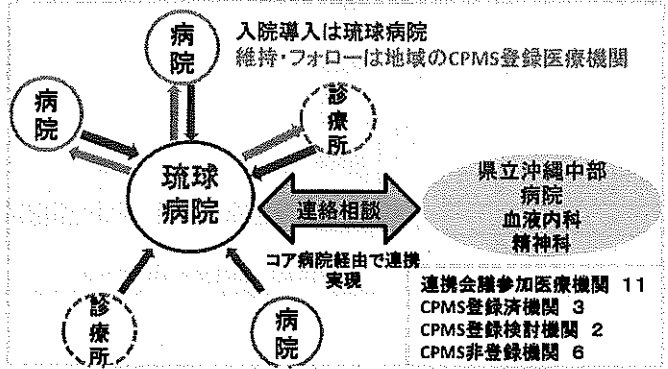 入院導入は琉球病院
維持・フォローは地域のCPMS登録医療機関
病院
病院
診療所
琉球
病院
連絡相談
県立沖縄中部
病院
血液内科
精神科
コア病院経由で連携
実現
診療所
病院
連携会議参加医療機関 11
CPMS登録済機関 3
CPMS登録検討機関 2
CPMS非登録機関 6